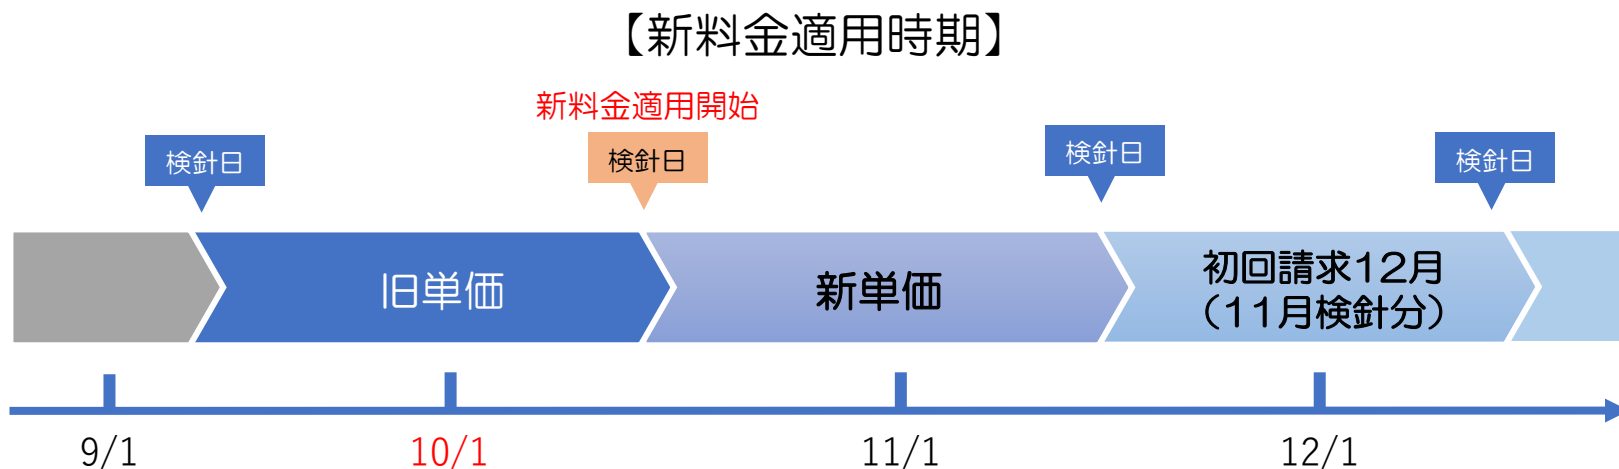 【新料金適用時期】
新料金適用開始
検針日
検針日
検針日
検針日
旧単価
新単価
初回請求12月
（11月検針分）
9/1
10/1
11/1
12/1